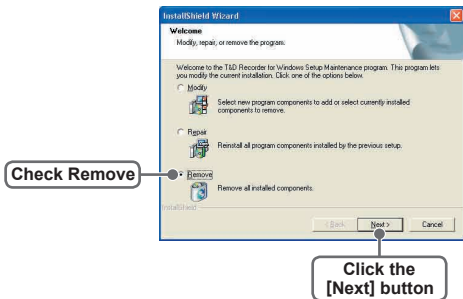 InstallShield Wizard
Welcome
Modify, repair, or remove the program.
Welcome to the T&D Recorder for Windows Setup Maintenance program. This program lets
you modify the current installation. Click one of the options below.
Modify
Select new program components to add or select currently installed
components to remove.
Repair
Reinstall all program components installed by the previous setup.
Check Remove
Remove
Remove all installed components.
InstallShield
< Back
Next >
Cancel
Click the
[Next] button